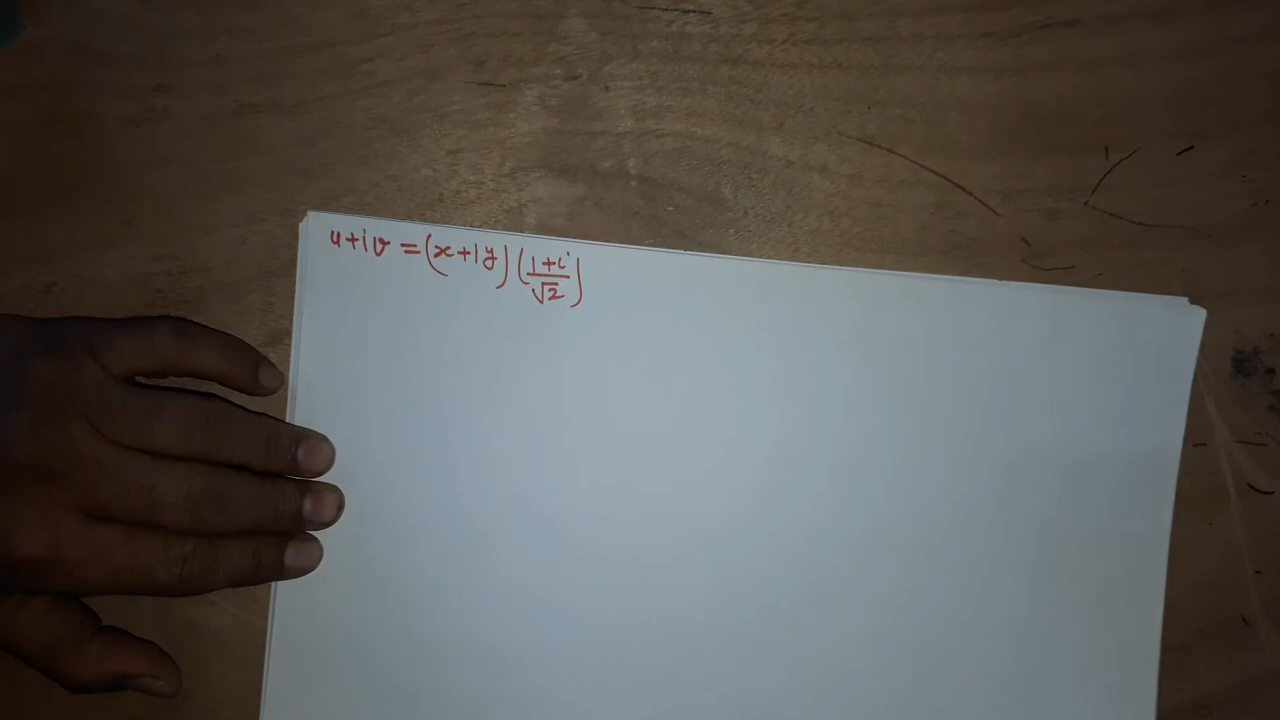 u+iv = (x+iy) (1+i/√2)